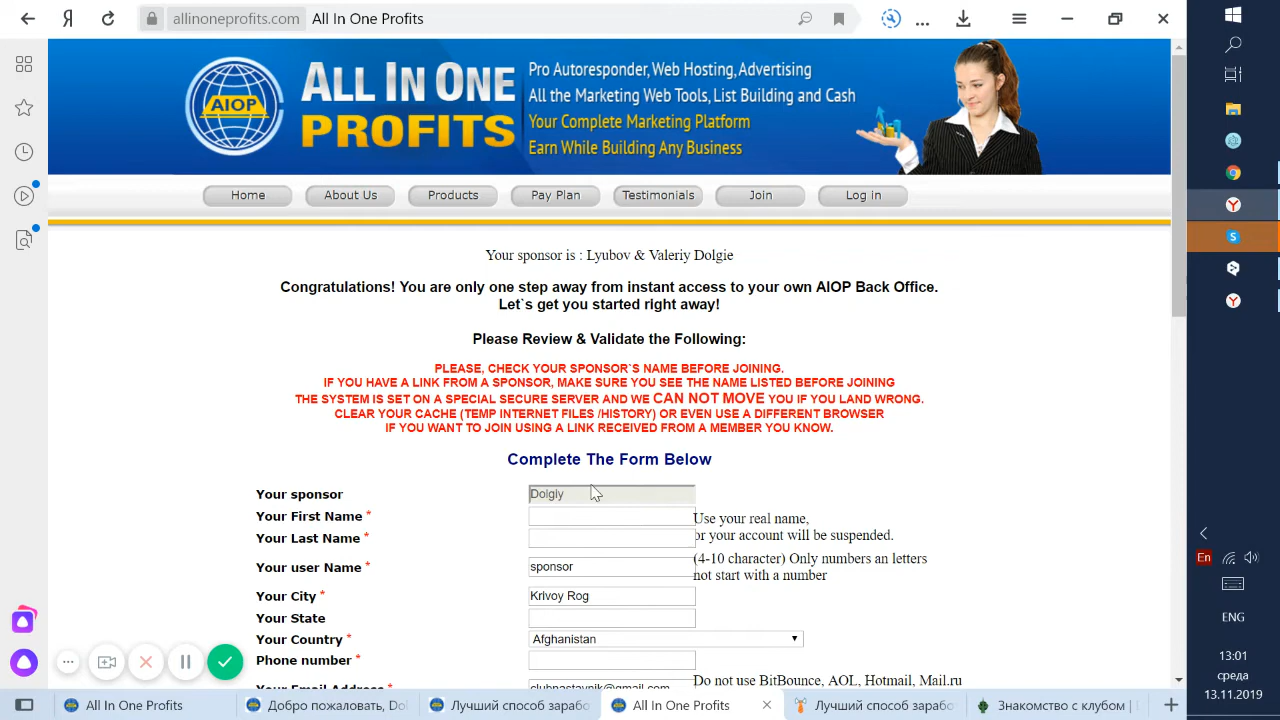 allinoneprofits.com
All In One Profits
AIOP
ALL IN ONE
PROFITS
Pro Autoresponder, Web Hosting, Advertising
All the Marketing Web Tools, List Building and Cash
Your Complete Marketing Platform
Earn While Building Any Business
Home
About Us
Products
Pay Plan
Testimonials
Join
Log in
Your sponsor is : Lyubov & Valeriy Dolgie
Congratulations! You are only one step away from instant access to your own AIOP Back Office.
Let`s get you started right away!
Please Review & Validate the Following:
PLEASE, CHECK YOUR SPONSOR`S NAME BEFORE JOINING.
IF YOU HAVE A LINK FROM A SPONSOR, MAKE SURE YOU SEE THE NAME LISTED BEFORE JOINING
THE SYSTEM IS SET ON A SPECIAL SECURE SERVER AND WE CAN NOT MOVE YOU IF YOU LAND WRONG.
CLEAR YOUR CACHE (TEMP INTERNET FILES /HISTORY) OR EVEN USE A DIFFERENT BROWSER
IF YOU WANT TO JOIN USING A LINK RECEIVED FROM A MEMBER YOU KNOW.
Complete The Form Below
Your sponsor
Dolgiy
Your First Name *
Use your real name,
or your account will be suspended.
Your Last Name *
Your user Name *
sponsor
(4-10 character) Only numbers an letters
not start with a number
Your City *
Krivoy Rog
Your State
Your Country *
Afghanistan
Phone number *
Your Email Address *
clubnastavnik@gmail.com
Do not use BitBounce, AOL, Hotmail, Mail.ru
All In One Profits
Добро пожаловать, Dol
Лучший способ зарабо
All In One Profits
Лучший способ зарабо
Знакомство с клубом |
En
ENG
13:01
среда
13.11.2019